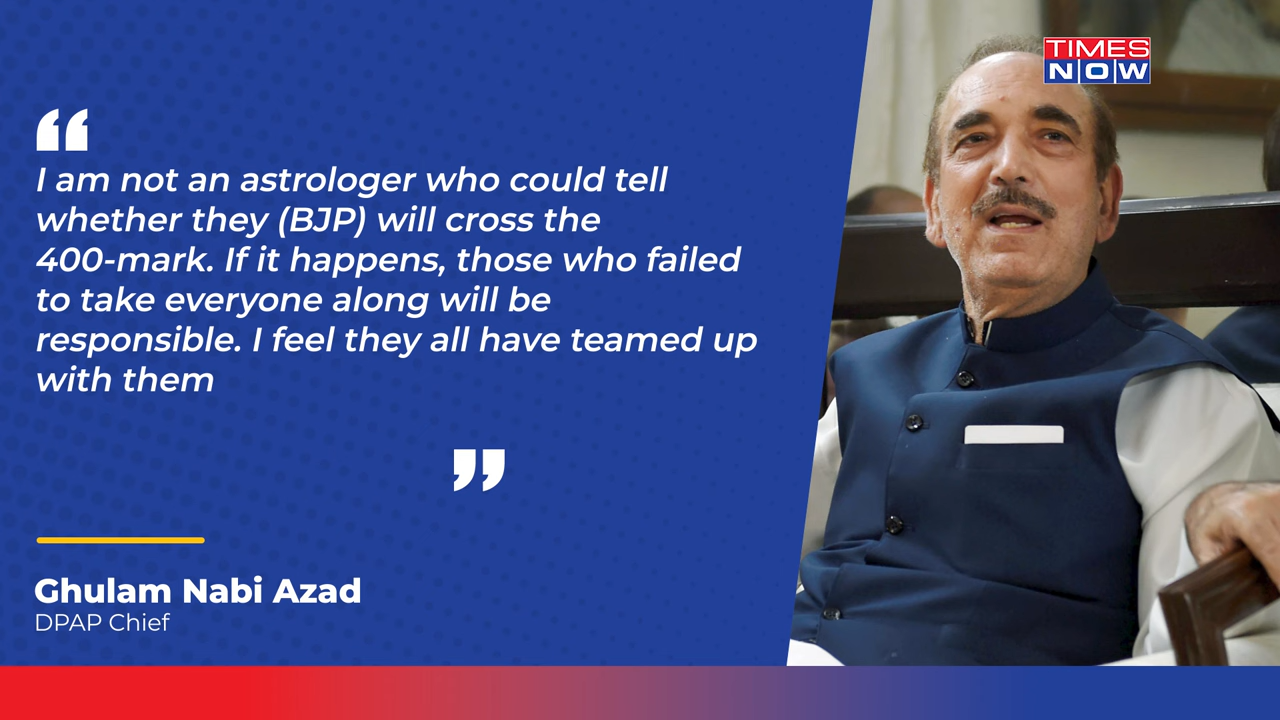 TIMES
NOW
“
I am not an astrologer who could tell
whether they (BJP) will cross the
400-mark. If it happens, those who failed
to take everyone along will be
responsible. I feel they all have teamed up
with them
”
Ghulam Nabi Azad
DPAP Chief